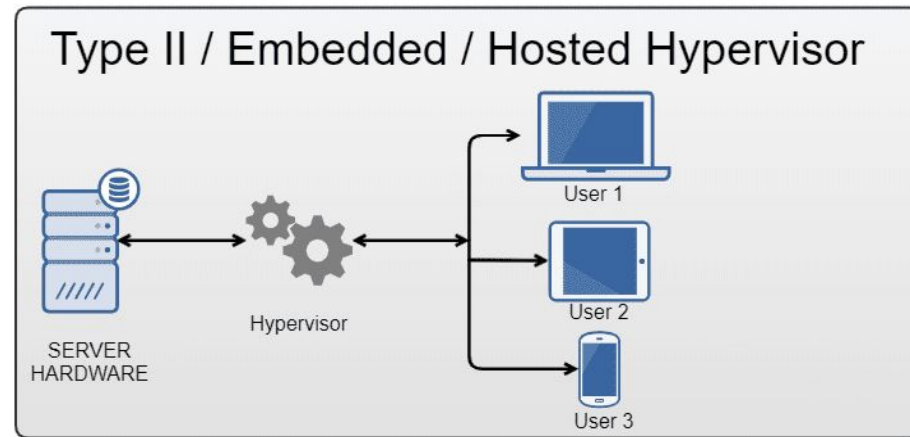 Type II / Embedded / Hosted Hypervisor
User 1
User 2
Hypervisor
SERVER
HARDWARE
User 3